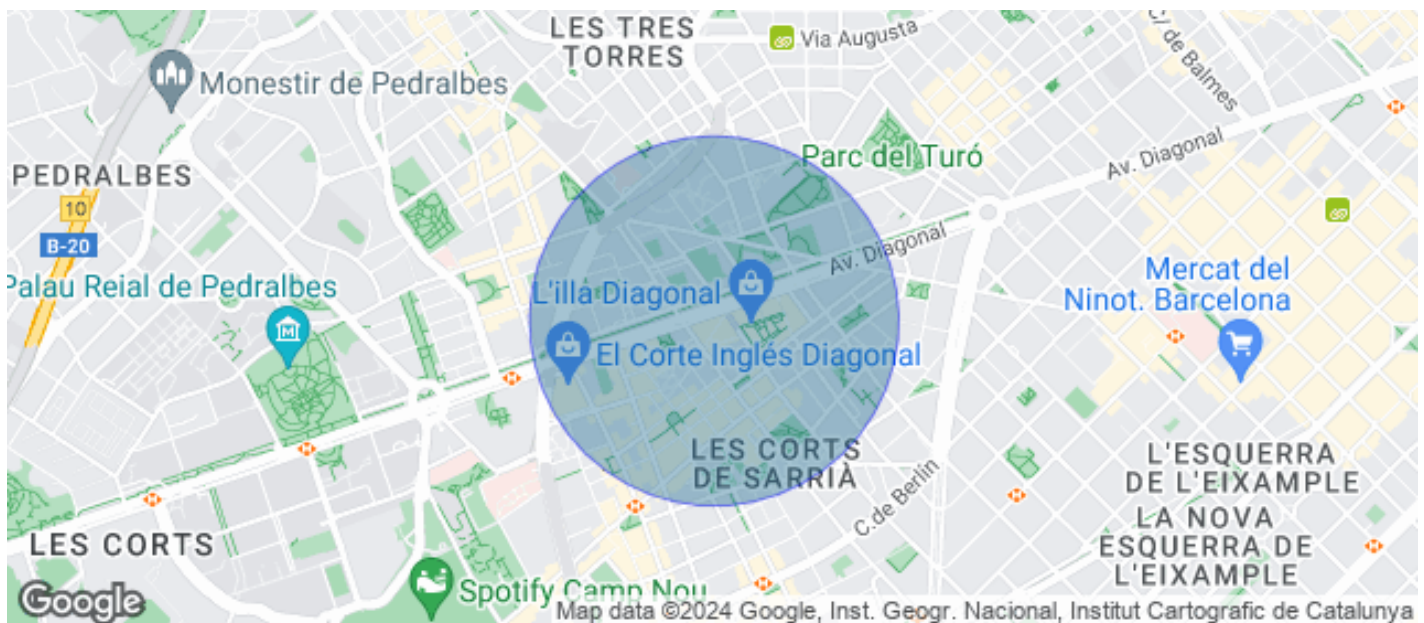 LES TRES
TORRES
Via Augusta
C/ de Balmes
Monestir de Pedralbes
Parc del Turó
Av. Diagonal
PEDRALBES
10
B-20
Av. Diagonal
Palau Reial de Pedralbes
M
L'illa Diagonal
Mercat del
Ninot. Barcelona
El Corte Inglés Diagonal
LES CORTS
DE SARRIÀ
C. de Berlín
L'ESQUERRA
DE L'EIXAMPLE
LA NOVA
ESQUERRA DE
L'EIXAMPLE
LES CORTS
Spotify Camp Nou
Google
Map data ©2024 Google, Inst. Geogr. Nacional, Institut Cartografic de Catalunya